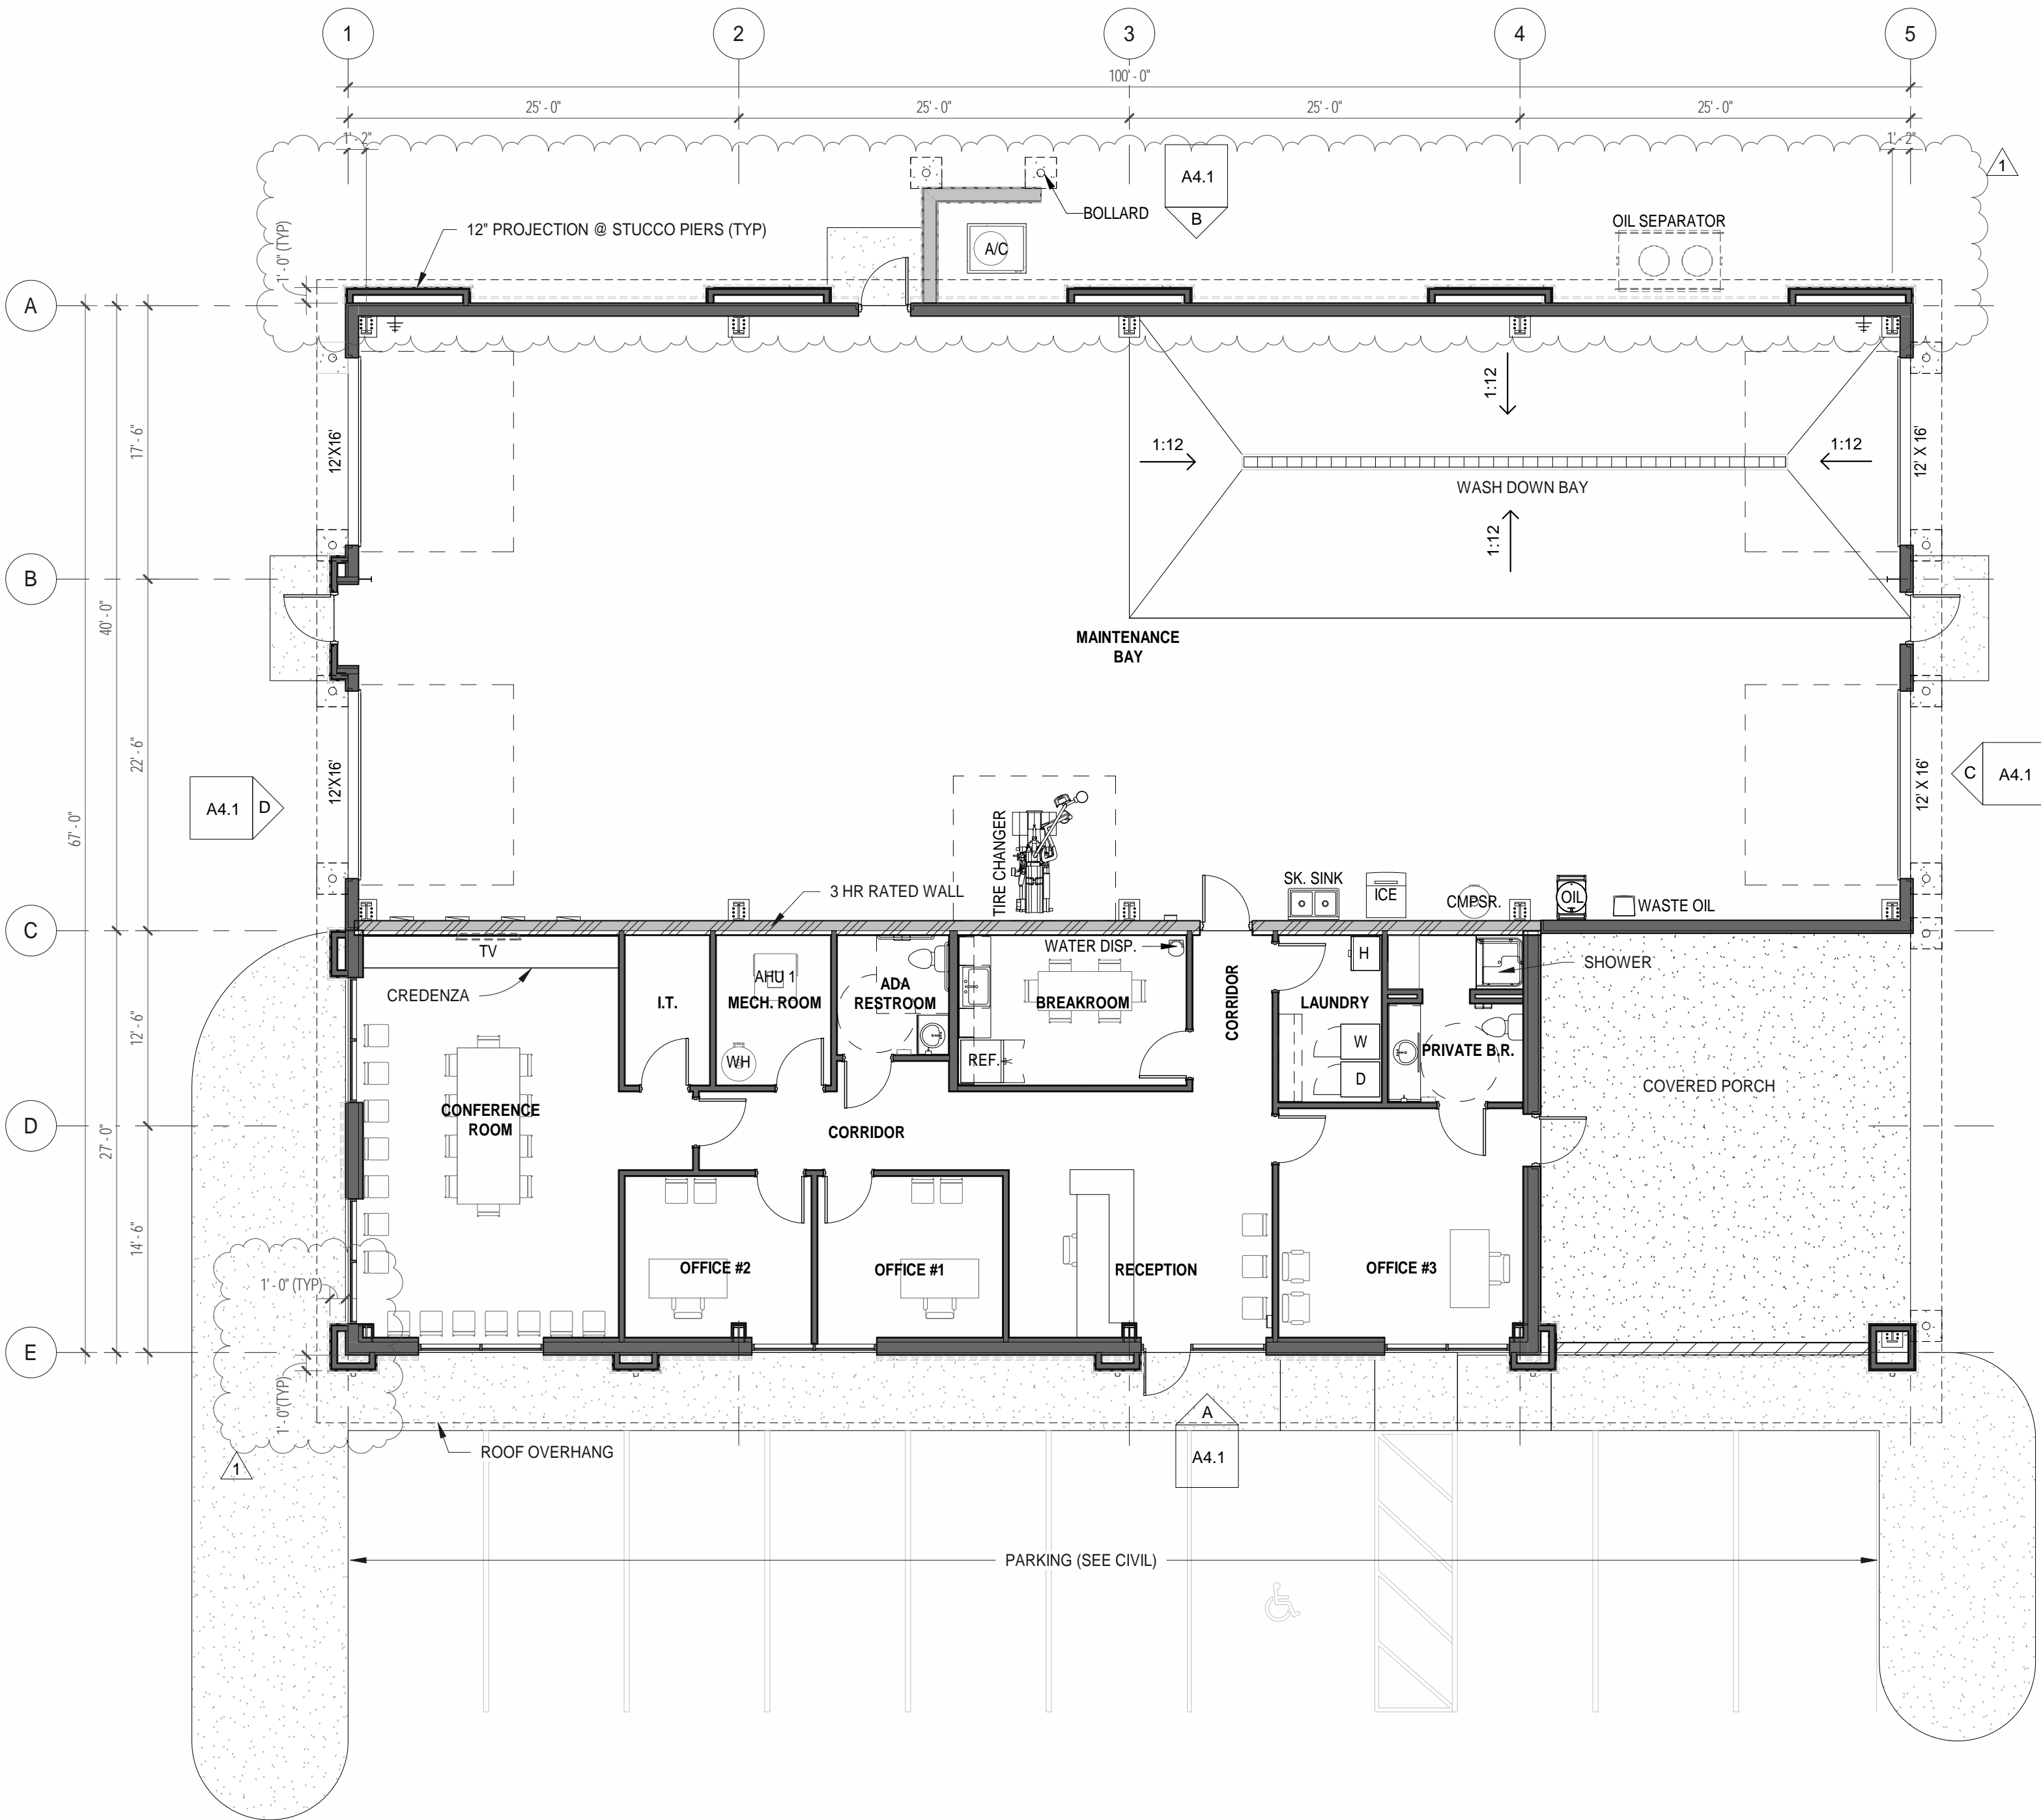 1
2
3
4
5
100' - 0"
25' - 0"
25' - 0"
25' - 0"
25' - 0"
1' - 2"
1' - 2"
1
A4.1
B
BOLLARD
OIL SEPARATOR
12" PROJECTION @ STUCCO PIERS (TYP)
A/C
1' - 0" (TYP)
A
1:12
17' - 6"
12'X16'
1:12
1:12
12' X 16'
WASH DOWN BAY
1:12
B
40' - 0"
MAINTENANCE
BAY
22' - 6"
12'X16'
A4.1
D
12' X 16'
C
A4.1
67' - 0"
TIRE CHANGER
3 HR RATED WALL
SK. SINK
ICE
CMPSR.
OIL
WASTE OIL
C
TV
WATER DISP.
H
SHOWER
CREDENZA
AHU 1
I.T.
MECH. ROOM
ADA
RESTROOM
BREAKROOM
CORRIDOR
LAUNDRY
12' - 6"
WH
REF.
W
D
PRIVATE B.R.
COVERED PORCH
CONFERENCE
ROOM
D
CORRIDOR
27' - 0"
14' - 6"
OFFICE #2
OFFICE #1
RECEPTION
OFFICE #3
1' - 0" (TYP)
E
1' - 0"(TYP)
A
A4.1
ROOF OVERHANG
1
PARKING (SEE CIVIL)